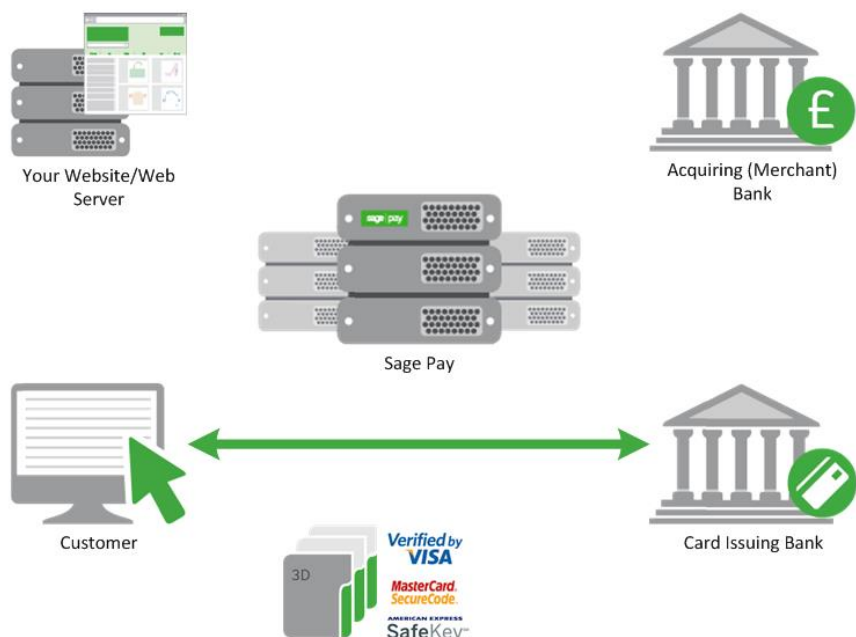 Your Website/Web
Server
Acquiring (Merchant)
Bank
£
sage pay
Sage Pay
Customer
Card Issuing Bank
3D
Verified by
VISA
MasterCard.
SecureCode.
AMERICAN EXPRESS
SafeKey™